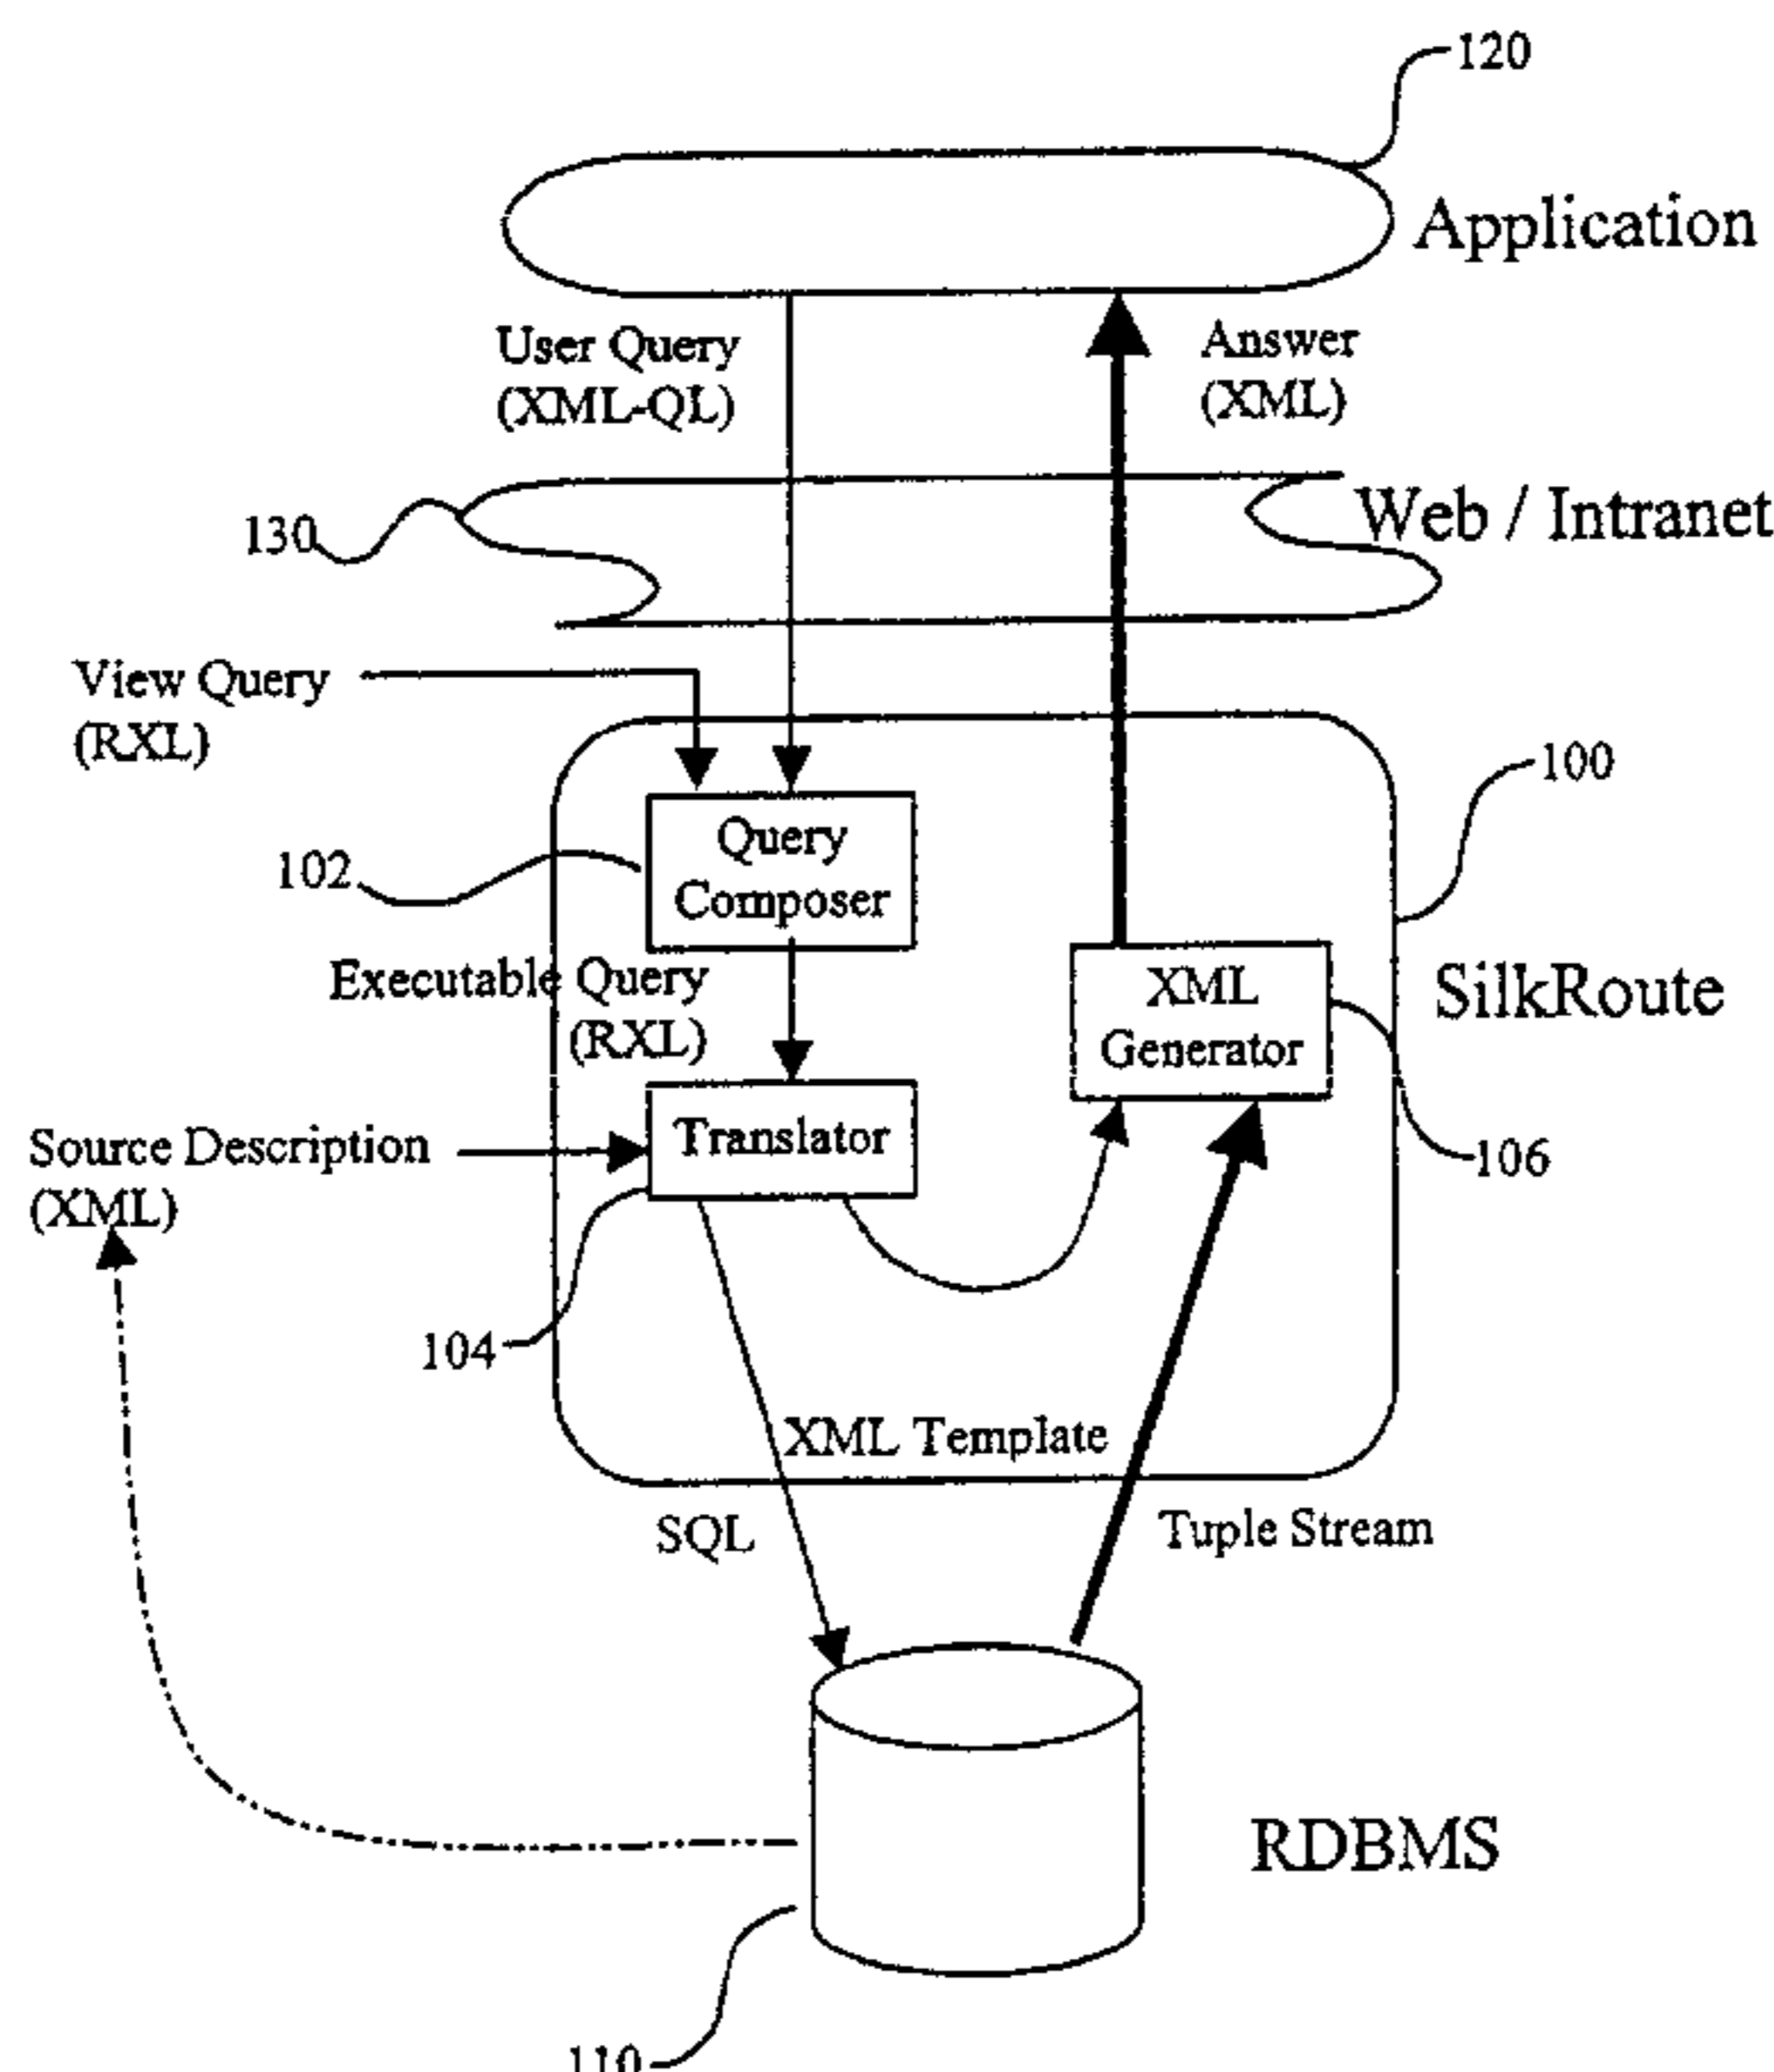 120
Application
User Query
(XML-QL)
Answer
(XML)
130
Web / Intranet
View Query
(RXL)
100
102
Query
Composer
Executable Query
(RXL)
XML
Generator
SilkRoute
Source Description
(XML)
Translator
106
104
XML Template
SQL
Tuple Stream
RDBMS
110